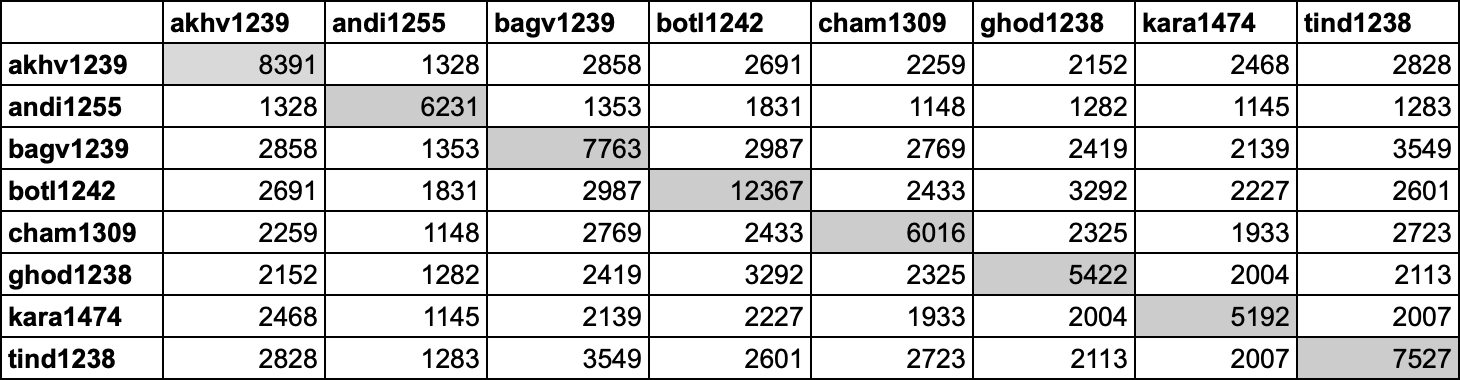 akhv1239 andi1255 bagv1239 botl1242 cham1309 ghod1238 kara1474 tind1238
akhv1239 8391 1328 2858 2691 2259 2152 2468 2828
andi1255 1328 6231 1353 1831 1148 1282 1145 1283
bagv1239 2858 1353 7763 2987 2769 2419 2139 3549
botl1242 2691 1831 2987 12367 2433 3292 2227 2601
cham1309 2259 1148 2769 2433 6016 2325 1933 2723
ghod1238 2152 1282 2419 3292 2325 5422 2004 2113
kara1474 2468 1145 2139 2227 1933 2004 5192 2007
tind1238 2828 1283 3549 2601 2723 2113 2007 7527